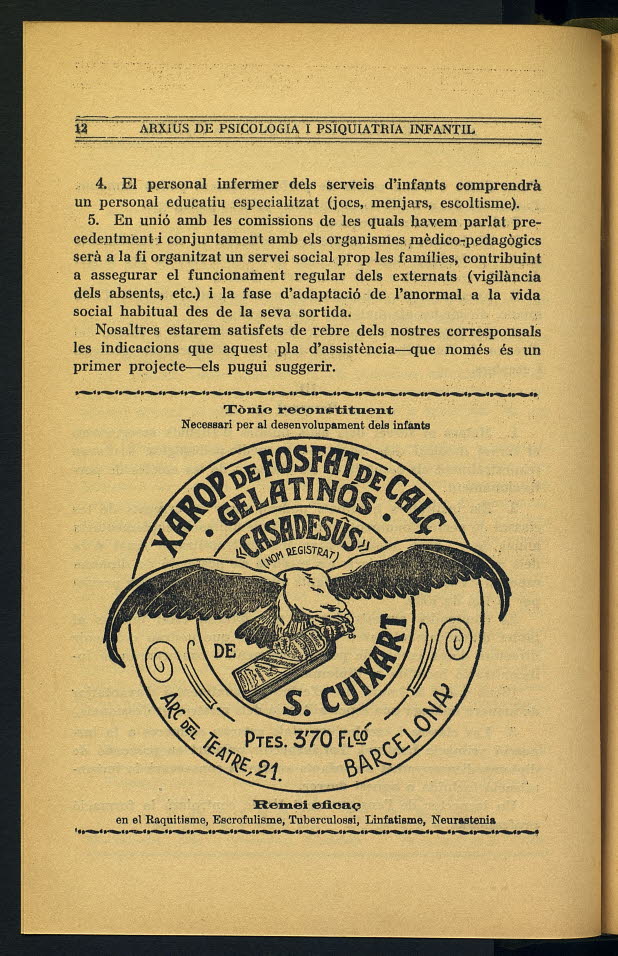 12 ARXIUS DE PSICOLOGIA I PSIQUIATRIA INFANTIL
4. El personal infermer dels serveis d'infants comprendrà
un personal educatiu especialitzat (jocs, menjars, escoltisme).
5. En unió amb les comissions de les quals havem parlat pre-
cedentment i conjuntament amb els organismes mèdico-pedagògics
serà a la fi organitzat un servei social prop les famílies, contribuint
a assegurar el funcionament regular dels externats (vigilància
dels absents, etc.) i la fase d'adaptació de l'anormal a la vida
social habitual des de la seva sortida.
Nosaltres estarem satisfets de rebre dels nostres corresponsals
les indicacions que aquest pla d'assistència—que només és un
primer projecte—els pugui suggerir.
Tònic reconstituent
Necessari per al desenvolupament dels infants
XAROP DE FOSFAT DE CALÇ
· GELATINÓS ·
«CASADESÚS»
(NOM REGISTRAT)
DE
S. CUIXART
PTES. 3'70 FLCÓ
ARC DEL TEATRE, 21. BARCELONA
Remei eficaç
en el Raquitisme, Escrofulisme, Tuberculossi, Linfatisme, Neurastenia